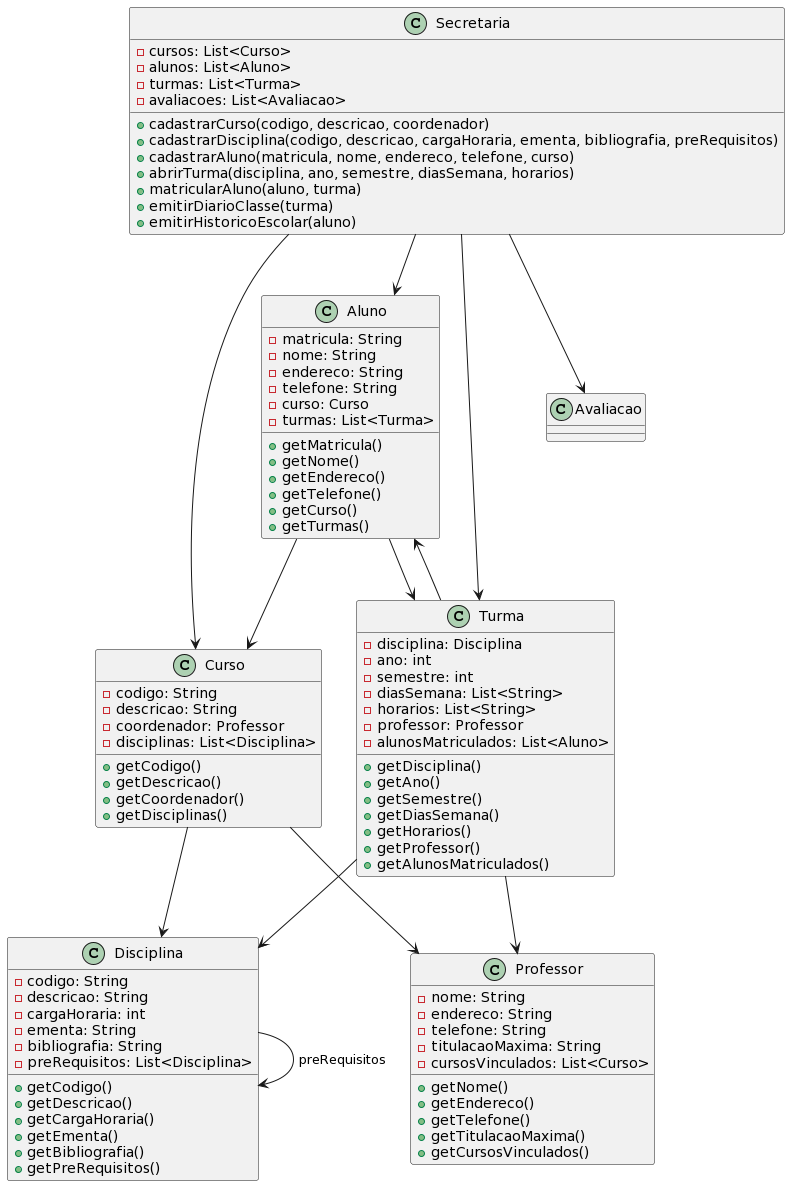 C Secretaria
cursos: List<Curso>
alunos: List<Aluno>
turmas: List<Turma>
avaliacoes: List<Avaliacao>
cadastrarCurso(codigo, descricao, coordenador)
cadastrarDisciplina(codigo, descricao, cargaHoraria, ementa, bibliografia, preRequisitos)
cadastrarAluno(matricula, nome, endereco, telefone, curso)
abrirTurma(disciplina, ano, semestre, diasSemana, horarios)
matricularAluno(aluno, turma)
emitirDiarioClasse(turma)
emitirHistoricoEscolar(aluno)
C Aluno
matricula: String
nome: String
endereco: String
telefone: String
curso: Curso
turmas: List<Turma>
getMatricula()
getNome()
getEndereco()
getTelefone()
getCurso()
getTurmas()
C Avaliacao
C Curso
codigo: String
descricao: String
coordenador: Professor
disciplinas: List<Disciplina>
getCodigo()
getDescricao()
getCoordenador()
getDisciplinas()
C Turma
disciplina: Disciplina
ano: int
semestre: int
diasSemana: List<String>
horarios: List<String>
professor: Professor
alunosMatriculados: List<Aluno>
getDisciplina()
getAno()
getSemestre()
getDiasSemana()
getHorarios()
getProfessor()
getAlunosMatriculados()
C Disciplina
codigo: String
descricao: String
cargaHoraria: int
ementa: String
bibliografia: String
preRequisitos: List<Disciplina>
getCodigo()
getDescricao()
getCargaHoraria()
getEmenta()
getBibliografia()
getPreRequisitos()
preRequisitos
C Professor
nome: String
endereco: String
telefone: String
titulacaoMaxima: String
cursosVinculados: List<Curso>
getNome()
getEndereco()
getTelefone()
getTitulacaoMaxima()
getCursosVinculados()